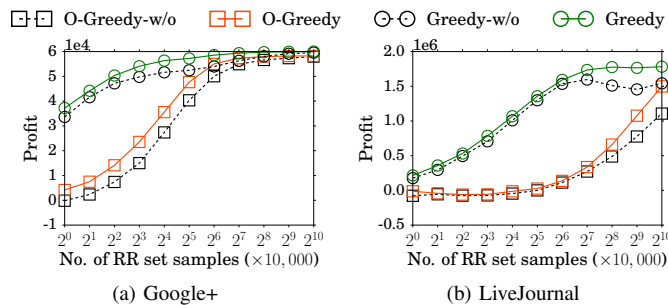 O-Greedy-w/o O-Greedy Greedy-w/o Greedy
1e4
6
5
4
3
2
1
0
-1
Profit
2^0 2^1 2^2 2^3 2^4 2^5 2^6 2^7 2^8 2^9 2^10
No. of RR set samples (×10,000)
(a) Google+
1e6
2.0
1.5
1.0
0.5
0.0
-0.5
Profit
2^0 2^1 2^2 2^3 2^4 2^5 2^6 2^7 2^8 2^9 2^10
No. of RR set samples (×10,000)
(b) LiveJournal